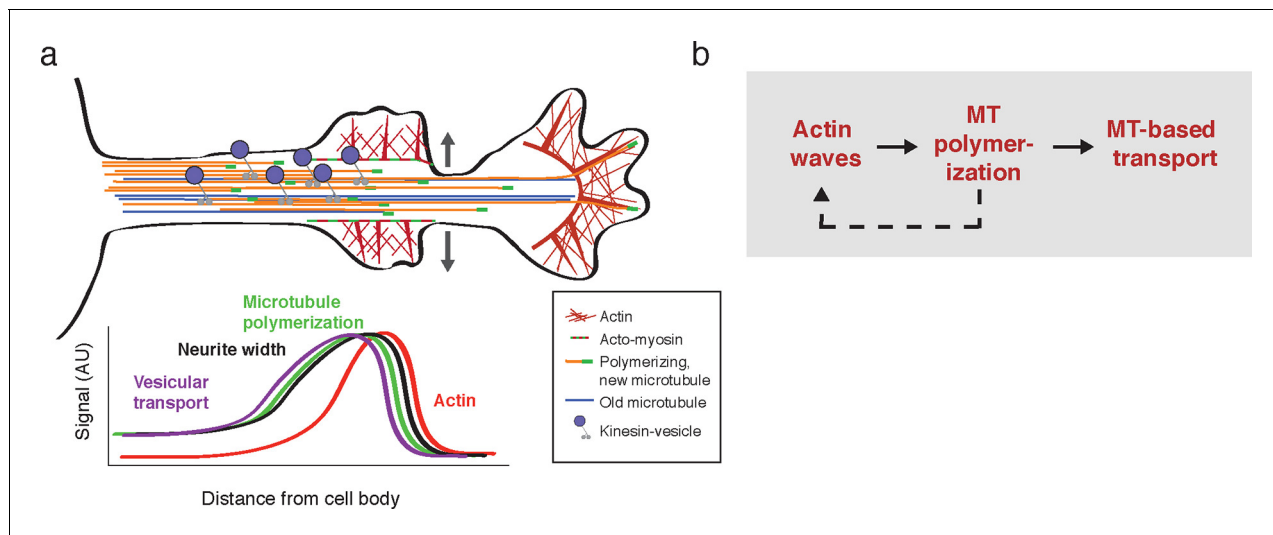 a
Microtubule
polymerization
Neurite width
Vesicular
transport
Actin
Signal (AU)
Distance from cell body
Actin
Acto-myosin
Polymerizing,
new microtubule
Old microtubule
Kinesin-vesicle
b
Actin
waves
MT
polymer-
ization
MT-based
transport